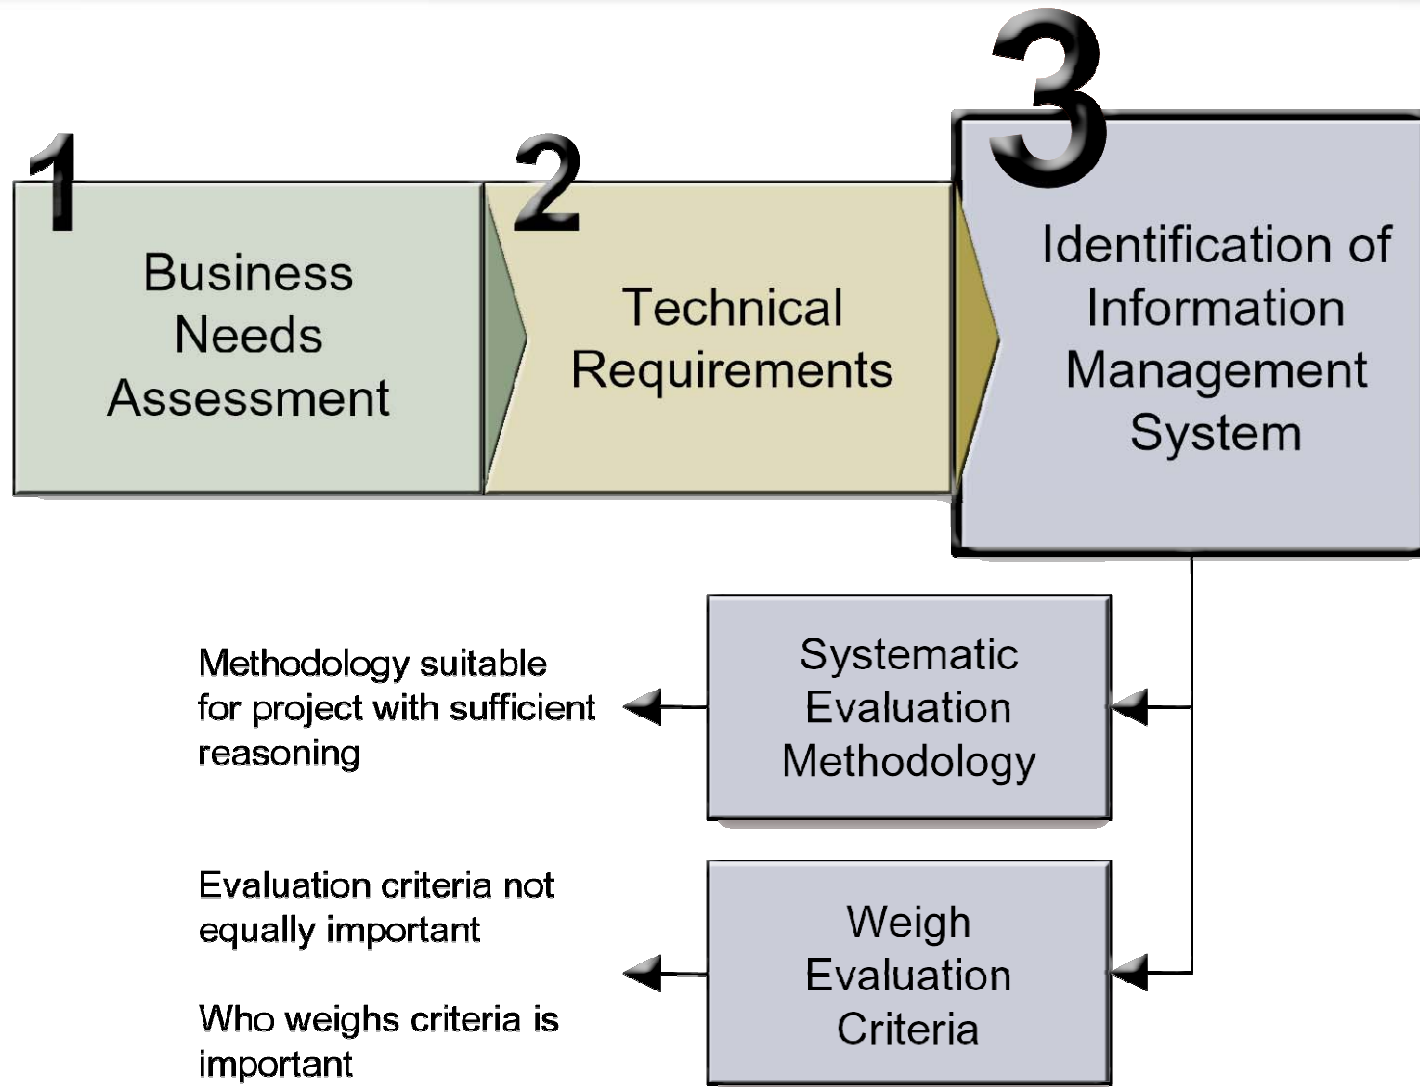 1
Business
Needs
Assessment
2
Technical
Requirements
3
Identification of
Information
Management
System
Systematic
Evaluation
Methodology
Methodology suitable
for project with sufficient
reasoning
Weigh
Evaluation
Criteria
Evaluation criteria not
equally important
Who weighs criteria is
important